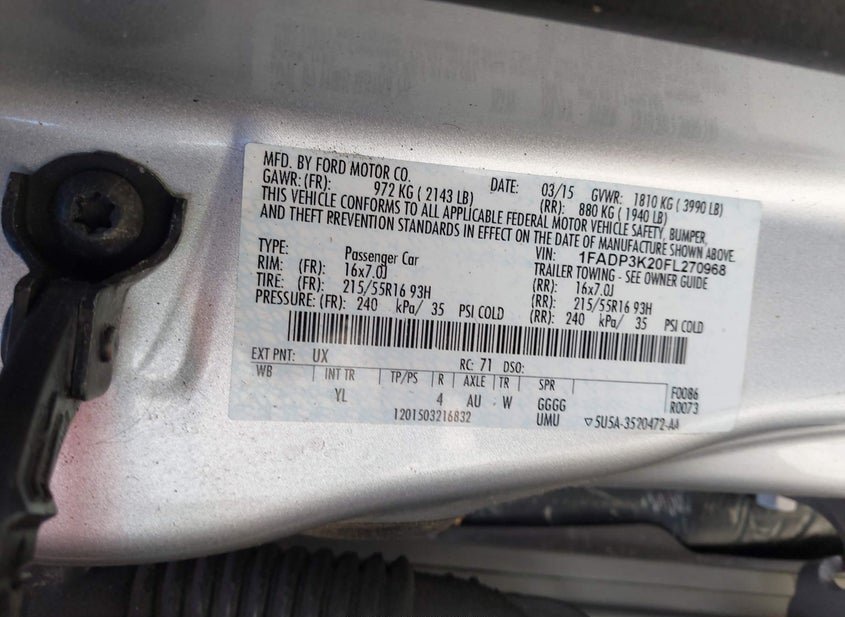 MFD. BY FORD MOTOR CO. DATE: 03/15 GVWR: 1810 KG ( 3990 LB)
GAWR: (FR): 972 KG ( 2143 LB) (RR): 880 KG ( 1940 LB)
THIS VEHICLE CONFORMS TO ALL APPLICABLE FEDERAL MOTOR VEHICLE SAFETY, BUMPER,
AND THEFT PREVENTION STANDARDS IN EFFECT ON THE DATE OF MANUFACTURE SHOWN ABOVE.
VIN: 1FADP3K20FL270968
TYPE: Passenger Car TRAILER TOWING - SEE OWNER GUIDE
RIM: (FR): 16x7.0J (RR): 16x7.0J
TIRE: (FR): 215/55R16 93H (RR): 215/55R16 93H
PRESSURE: (FR): 240 kPa/ 35 PSI COLD (RR): 240 kPa/ 35 PSI COLD
EXT PNT: UX RC: 71 DSO:
WB INT TR TP/PS R AXLE TR SPR F0086
YL 4 AU W GGGG R0073
1201503216832 UMU ▽5U5A-3520472-AA